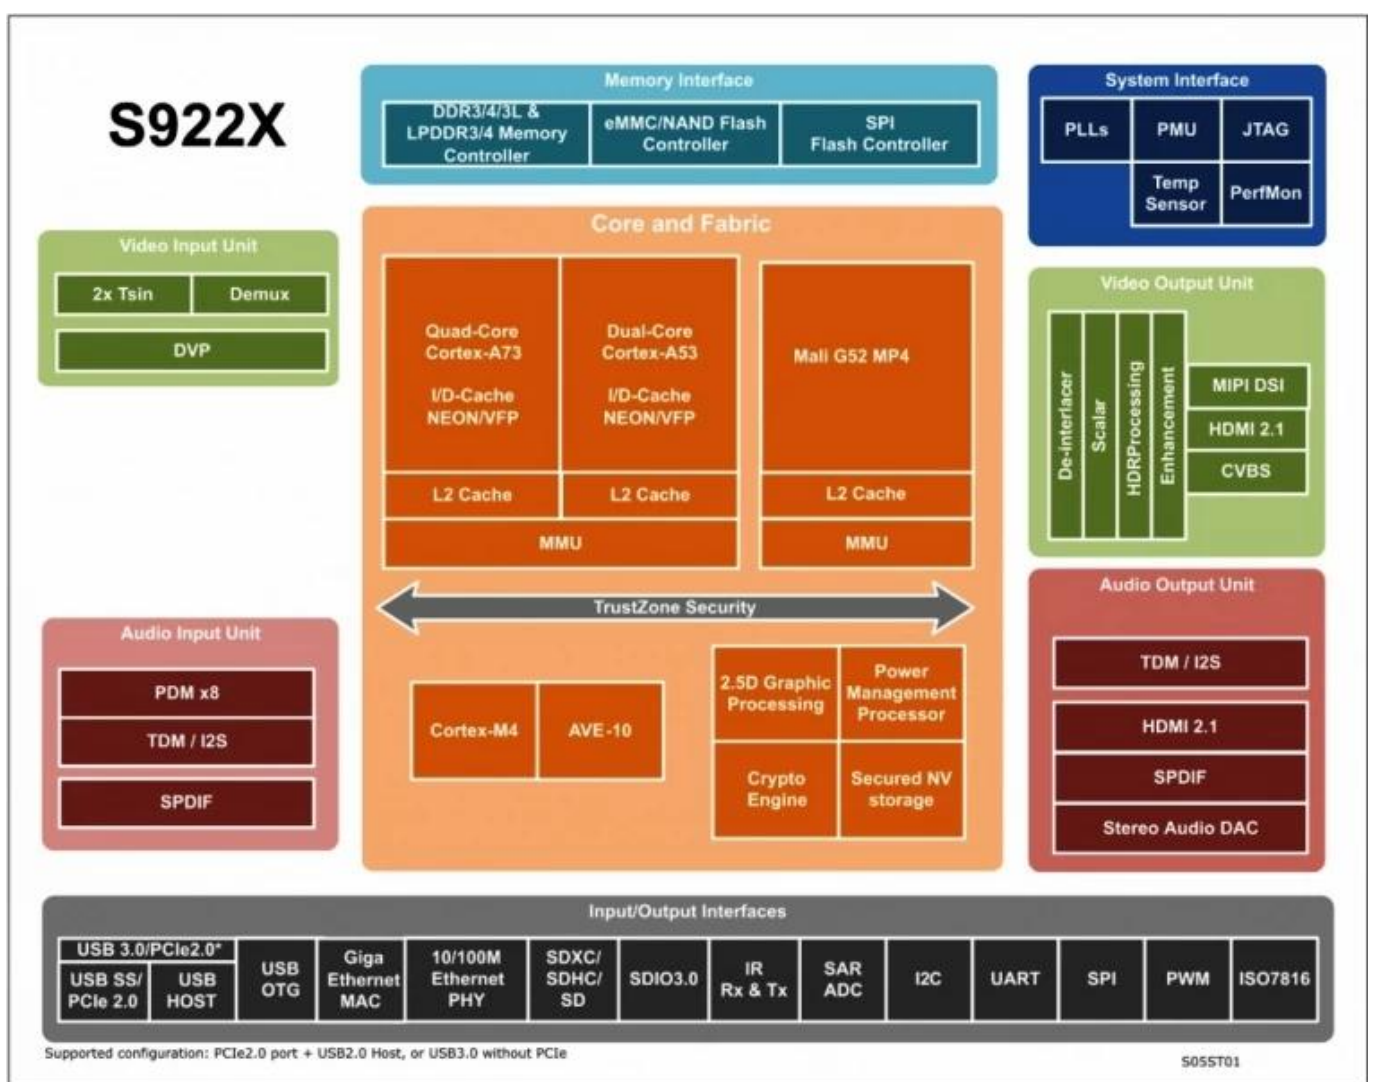 S922X
Memory Interface
DDR3/4/3L &
LPDDR3/4 Memory
Controller
eMMC/NAND Flash
Controller
SPI
Flash Controller
System Interface
PLLs
PMU
JTAG
Temp
Sensor
PerfMon
Video Input Unit
2x Tsin
Demux
DVP
Core and Fabric
Quad-Core
Cortex-A73
I/D-Cache
NEON/VFP
Dual-Core
Cortex-A53
I/D-Cache
NEON/VFP
Mali G52 MP4
L2 Cache
L2 Cache
L2 Cache
MMU
MMU
TrustZone Security
Cortex-M4
AVE-10
2.5D Graphic
Processing
Power
Management
Processor
Crypto
Engine
Secured NV
storage
Video Output Unit
De-interlacer
Scalar
HDRProcessing
Enhancement
MIPI DSI
HDMI 2.1
CVBS
Audio Input Unit
PDM x8
TDM / I2S
SPDIF
Audio Output Unit
TDM / I2S
HDMI 2.1
SPDIF
Stereo Audio DAC
Input/Output Interfaces
USB 3.0/PCIe2.0*
USB SS/
PCIe 2.0
USB
HOST
USB
OTG
Giga
Ethernet
MAC
10/100M
Ethernet
PHY
SDXC/
SDHC/
SD
SDIO3.0
IR
Rx & Tx
SAR
ADC
I2C
UART
SPI
PWM
ISO7816
Supported configuration: PCIe2.0 port + USB2.0 Host, or USB3.0 without PCIe
S05ST01